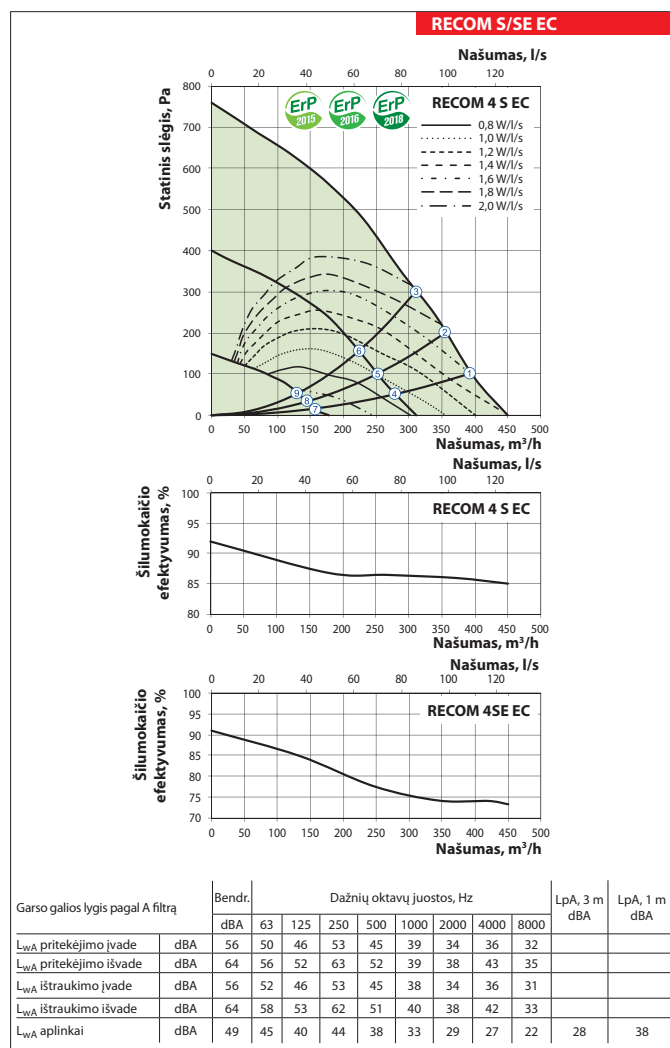 RECOM S/SE EC
Našumas, l/s
0 20 40 60 80 100 120
Statinis slėgis, Pa
800
700
600
500
400
300
200
100
0
ErP 2015
ErP 2016
ErP 2018
RECOM 4 S EC
0,8 W/l/s
1,0 W/l/s
1,2 W/l/s
1,4 W/l/s
1,6 W/l/s
1,8 W/l/s
2,0 W/l/s
3
2
6
5
1
9
8
7
4
0 50 100 150 200 250 300 350 400 450 500
Našumas, m³/h
Našumas, l/s
0 20 40 60 80 100 120
Šilumokaičio
efektyvumas, %
100
95
90
85
80
RECOM 4 S EC
0 50 100 150 200 250 300 350 400 450 500
Našumas, m³/h
Našumas, l/s
0 20 40 60 80 100 120
Šilumokaičio
efektyvumas, %
100
95
90
85
80
75
70
RECOM 4SE EC
0 50 100 150 200 250 300 350 400 450 500
Našumas, m³/h
Garso galios lygis pagal A filtrą Bendr. Dažnių oktavų juostos, Hz LpA, 3 m dBA LpA, 1 m dBA
dBA 63 125 250 500 1000 2000 4000 8000
LwA pritekėjimo įvade dBA 56 50 46 53 45 39 34 36 32
LwA pritekėjimo išvade dBA 64 56 52 63 52 39 38 43 35
LwA ištraukimo įvade dBA 56 52 46 53 45 38 34 36 31
LwA ištraukimo išvade dBA 64 58 53 62 51 40 38 42 33
LwA aplinkai dBA 49 45 40 44 38 33 29 27 22 28 38